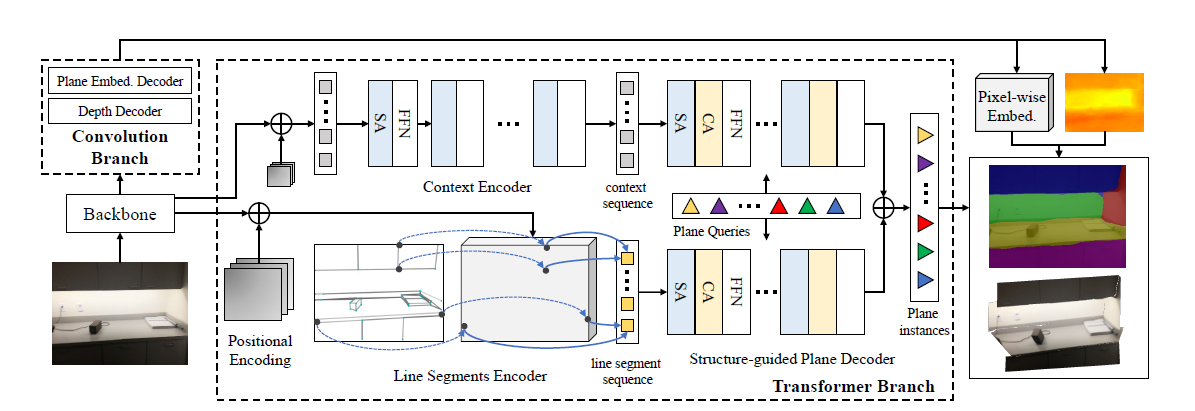 Plane Embed. Decoder
Depth Decoder
Convolution
Branch
Backbone
Positional
Encoding
SA
FFN
Context Encoder
context
sequence
Line Segments Encoder
line segment
sequence
SA
CA
FFN
Plane Queries
SA
CA
FFN
Structure-guided Plane Decoder
Transformer Branch
Plane
instances
Pixel-wise
Embed.